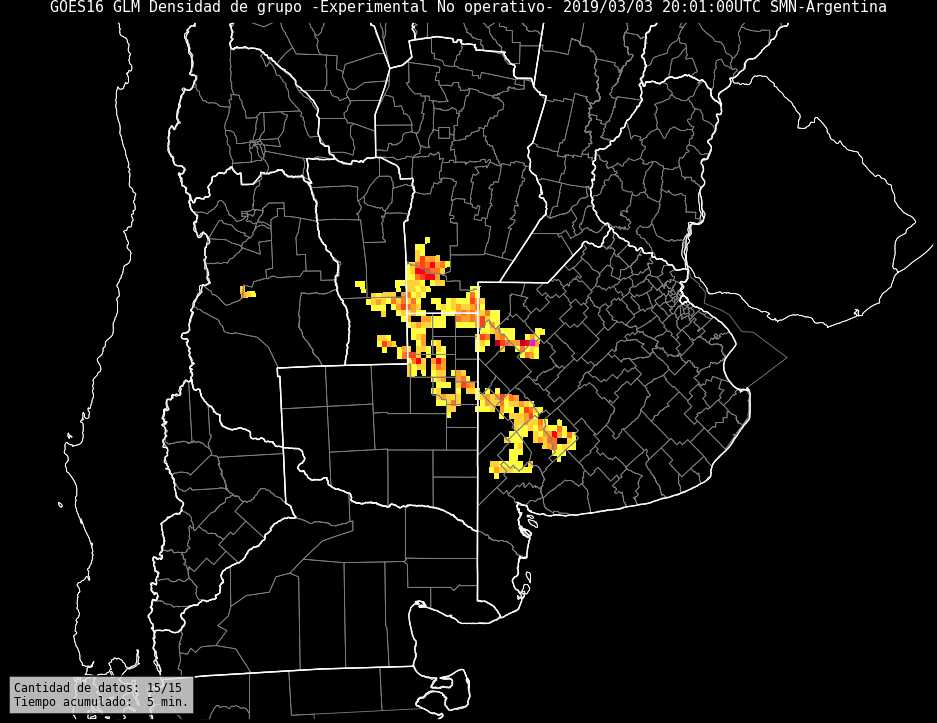 GOES16 GLM Densidad de grupo -Experimental No operativo- 2019/03/03 20:01:00UTC SMN-Argentina
Cantidad de datos: 15/15
Tiempo acumulado:  5 min.